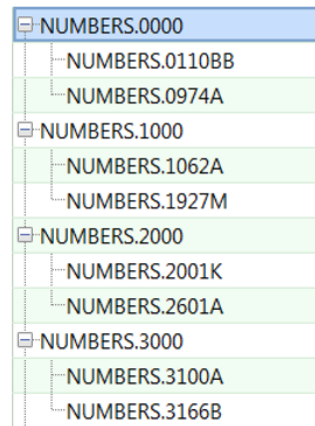 NUMBERS.0000
NUMBERS.0110BB
NUMBERS.0974A
NUMBERS.1000
NUMBERS.1062A
NUMBERS.1927M
NUMBERS.2000
NUMBERS.2001K
NUMBERS.2601A
NUMBERS.3000
NUMBERS.3100A
NUMBERS.3166B